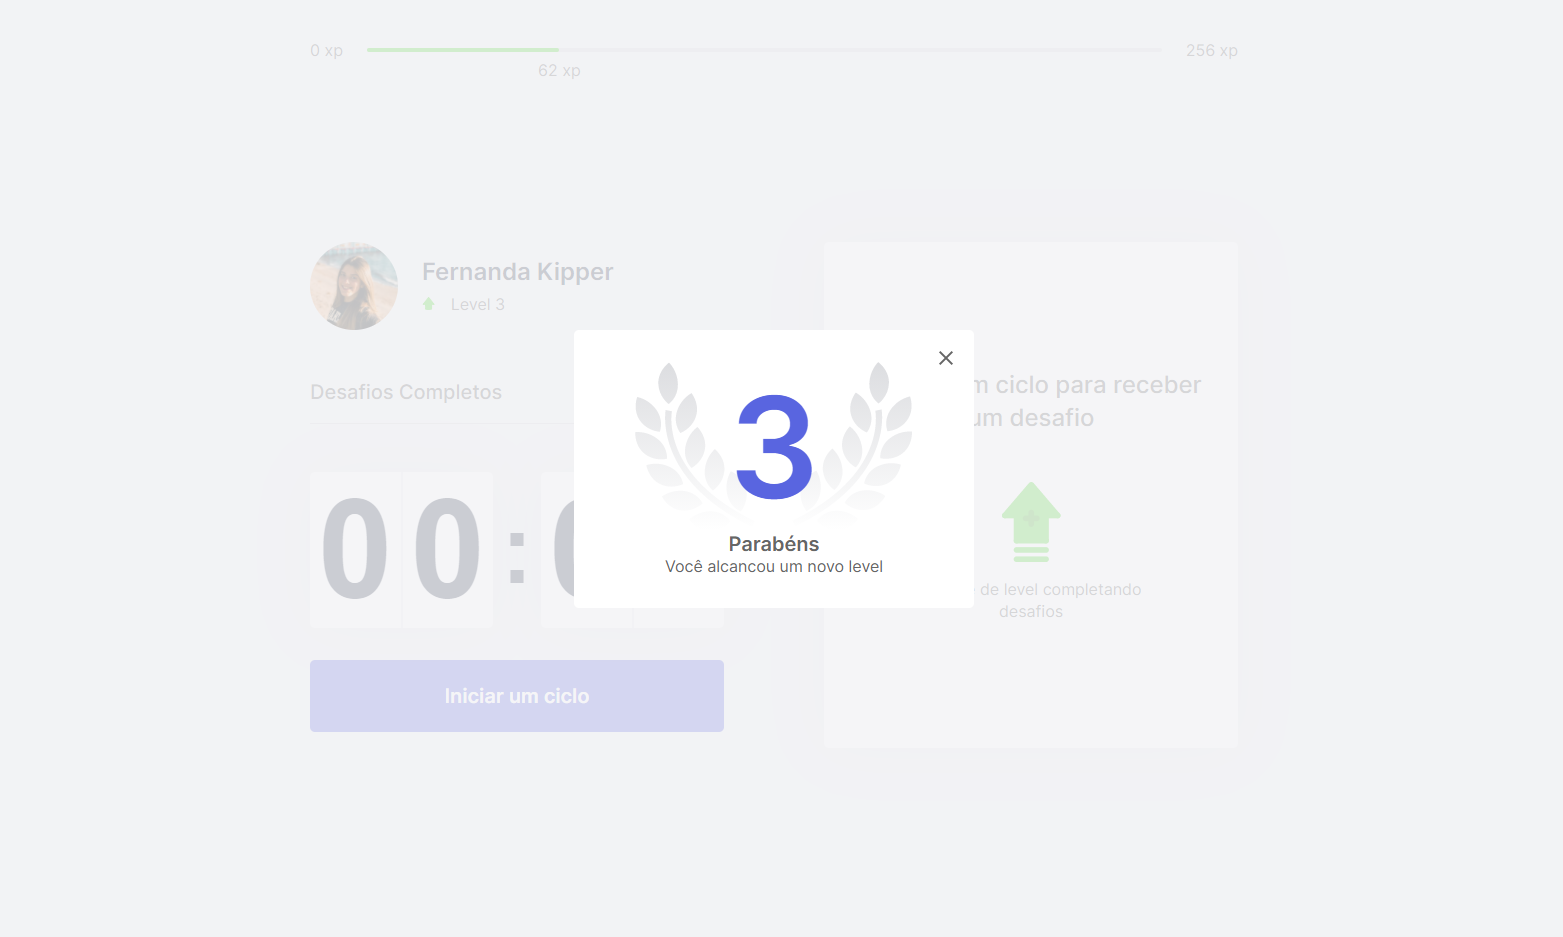 0 xp
256 xp
62 xp
Fernanda Kipper
Level 3
Desafios Completos
00:
Iniciar um ciclo
3
Parabéns
Você alcancou um novo level
ciclo para receber
um desafio
de level completando
desafios